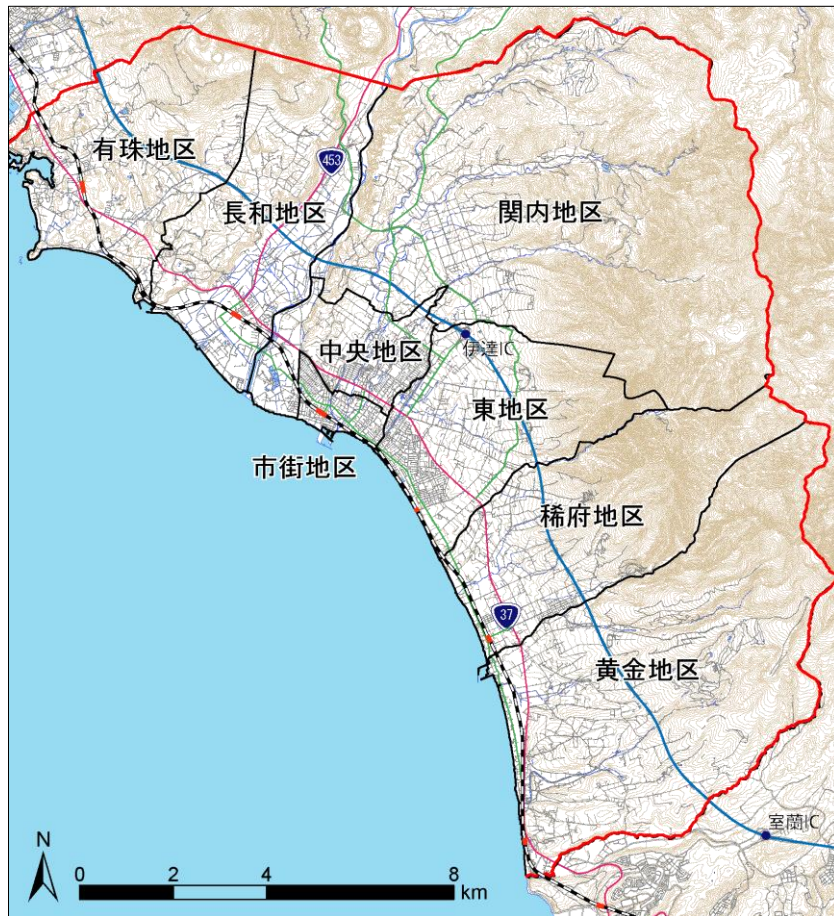 有珠地区
453
長和地区
関内地区
伊達IC
中央地区
東地区
市街地区
稀府地区
37
黄金地区
室蘭IC
N
0 2 4 8
km